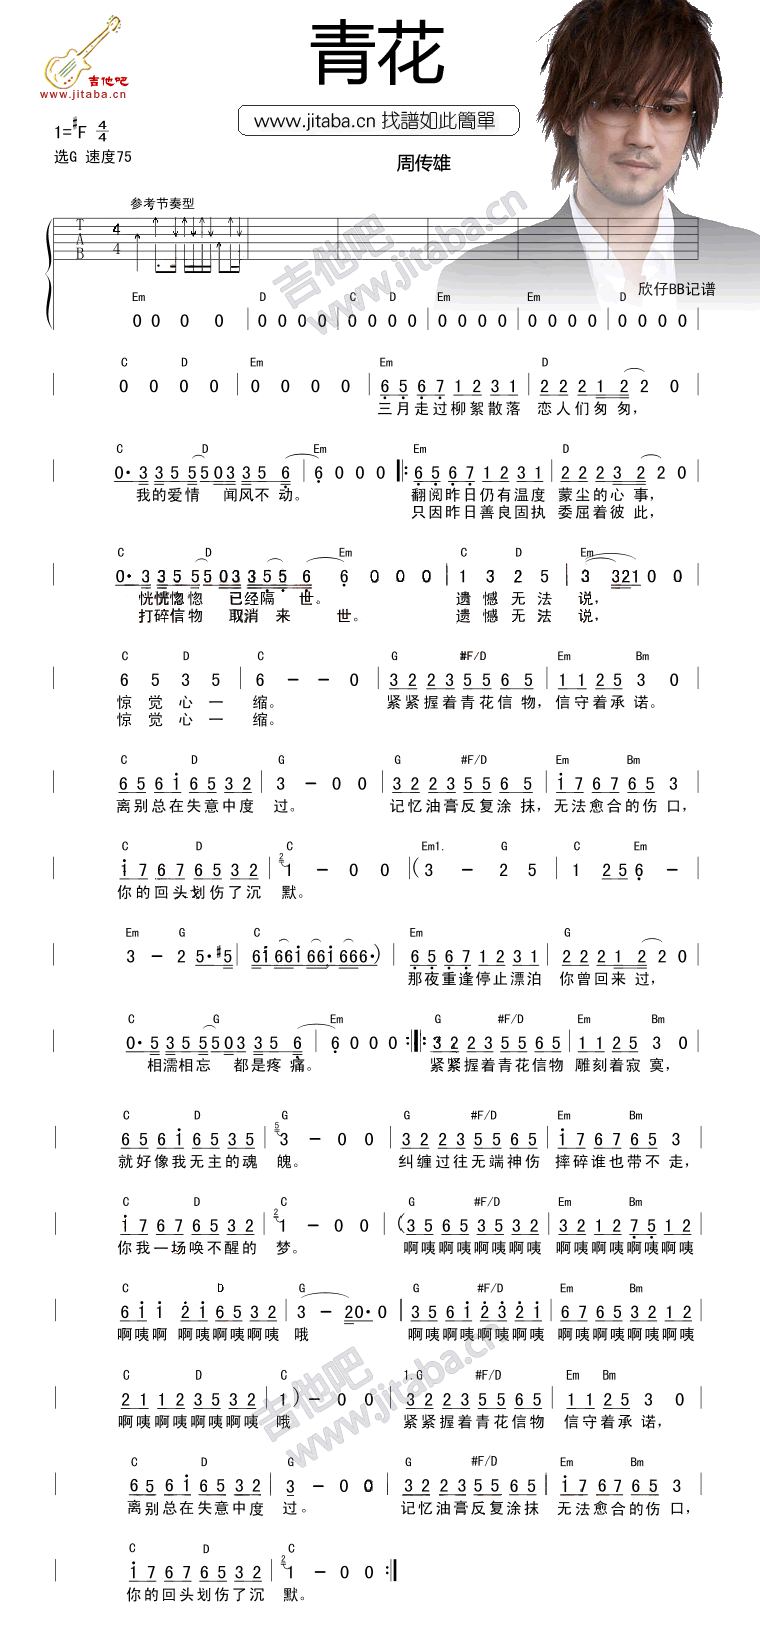 青花
吉他吧
www.jitaba.cn
www.jitaba.cn 找譜如此簡單
1=#F 4/4
选G 速度75
周传雄
参考节奏型
T A B 4 4
欣仔BB记谱
Em D C D Em Em D
0 0 0 0 0 0 0 0 0 0 0 0 0 0 0 0 0 0 0 0 0 0 0 0
C D Em Em D
0 0 0 0 0 0 0 0 6 5 6 7 1 2 3 1 2 2 2 1 2 2 0
三月走过柳絮散落 恋人们匆匆,
C D Em Em D
0· 3 3 5 5 5 0 3 3 5 6 6 0 0 0 6 5 6 7 1 2 3 1 2 2 2 3 2 2 0
我的爱情 闻风不动。 翻阅昨日仍有温度 蒙尘的心事,
只因昨日善良固执 委屈着彼此,
C D Em C D Em
0· 3 3 5 5 5 0 3 3 5 5 6 6 0 0 0 1 3 2 5 3 3 2 1 0 0
恍恍惚惚 已经隔世。 遗憾无法说,
打碎信物 取消来世。 遗憾无法说,
C D C G #F/D Em Bm
6 5 3 5 6 - - 0 3 2 2 3 5 5 6 5 1 1 2 5 3 0
惊觉心一缩。 紧紧握着青花信物,信守着承诺。
惊觉心一缩。
C D G G #F/D Em Bm
6 5 6 i 6 5 3 2 3 - 0 0 3 2 2 3 5 5 6 5 i 7 6 7 6 5 3
离别总在失意中度过。 记忆油膏反复涂抹,无法愈合的伤口,
C D C Em1. G C Em
i 7 6 7 6 5 3 2 2 1 - 0 0 (3 - 2 5 1 2 5 6 -
你的回头划伤了沉默。
Em G C Em G
3 - 2 5·#5 6 i 6 6 i 6 6 i 6 6 6·) 6 5 6 7 1 2 3 1 2 2 2 1 2 2 0
那夜重逢停止漂泊 你曾回来过,
C G Em G #F/D Em Bm
0· 5 3 5 5 5 0 3 3 5 6 6 0 0 0 :: 3 2 2 3 5 5 6 5 1 1 2 5 3 0
相濡相忘 都是疼痛。 紧紧握着青花信物 雕刻着寂寞,
C D G G #F/D Em Bm
6 5 6 i 6 5 3 5 5 3 - 0 0 3 2 2 3 5 5 6 5 i 7 6 7 6 5 3
就好像我无主的魂魄。 纠缠过往无端神伤 摔碎谁也带不走,
C D C G #F/D Em Bm
i 7 6 7 6 5 3 2 2 1 - 0 0 (3 5 6 5 3 5 3 2 3 2 1 2 7 5 1 2
你我一场唤不醒的梦。 啊咦啊咦啊咦啊咦 啊咦啊咦啊咦啊咦
C D G G #F/D Em Bm
6 i i 2 i 6 5 3 2 3 - 2 0· 0 3 5 6 i 2 3 2 i 6 7 6 5 3 2 1 2
啊咦啊 啊咦啊咦啊咦 哦 啊咦啊咦啊咦啊咦 啊咦啊咦啊咦啊咦
C D C 1.G #F/D Em Bm
2 1 1 2 3 5 3 2 1) - 0 0 3 2 2 3 5 5 6 5 1 1 2 5 3 0
啊咦啊咦啊咦啊咦 哦 紧紧握着青花信物 信守着承诺,
C D G G #F/D Em Bm
6 5 6 i 6 5 3 2 3 - 0 0 3 2 2 3 5 5 6 5 i 7 6 7 6 5 3
离别总在失意中度过。 记忆油膏反复涂抹 无法愈合的伤口,
C D C
i 7 6 7 6 5 3 2 2 1 - 0 0 :
你的回头划伤了沉默。
吉他吧
www.jitaba.cn
吉他吧
www.jitaba.cn